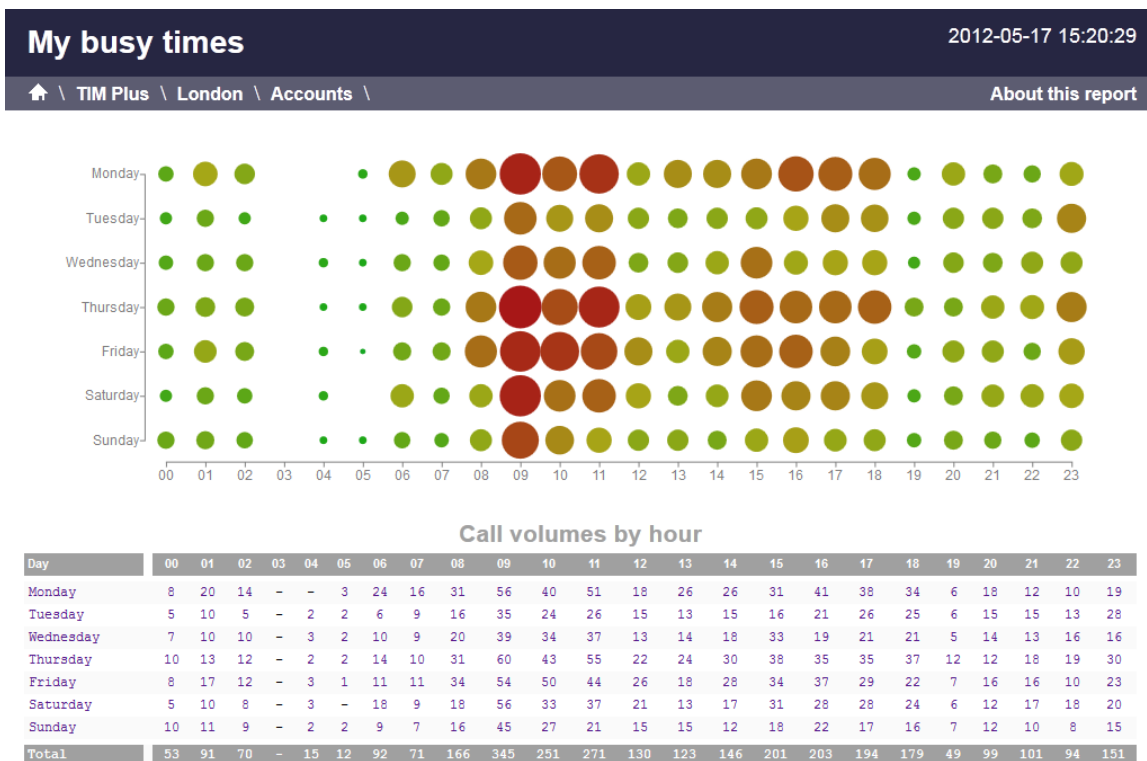 My busy times 2012-05-17 15:20:29
\ TIM Plus \ London \ Accounts \ About this report
Monday
Tuesday
Wednesday
Thursday
Friday
Saturday
Sunday
00 01 02 03 04 05 06 07 08 09 10 11 12 13 14 15 16 17 18 19 20 21 22 23
Call volumes by hour
Day 00 01 02 03 04 05 06 07 08 09 10 11 12 13 14 15 16 17 18 19 20 21 22 23
Monday 8 20 14 - - 3 24 16 31 56 40 51 18 26 26 31 41 38 34 6 18 12 10 19
Tuesday 5 10 5 - 2 2 6 9 16 35 24 26 15 13 15 16 21 26 25 6 15 15 13 28
Wednesday 7 10 10 - 3 2 10 9 20 39 34 37 13 14 18 33 19 21 21 5 14 13 16 16
Thursday 10 13 12 - 2 2 14 10 31 60 43 55 22 24 30 38 35 35 37 12 12 18 19 30
Friday 8 17 12 - 3 1 11 11 34 54 50 44 26 18 28 34 37 29 22 7 16 16 10 23
Saturday 5 10 8 - 3 - 18 9 18 56 33 37 21 13 17 31 28 28 24 6 12 17 18 20
Sunday 10 11 9 - 2 2 9 7 16 45 27 21 15 15 12 18 22 17 16 7 12 10 8 15
Total 53 91 70 - 15 12 92 71 166 345 251 271 130 123 146 201 203 194 179 49 99 101 94 151